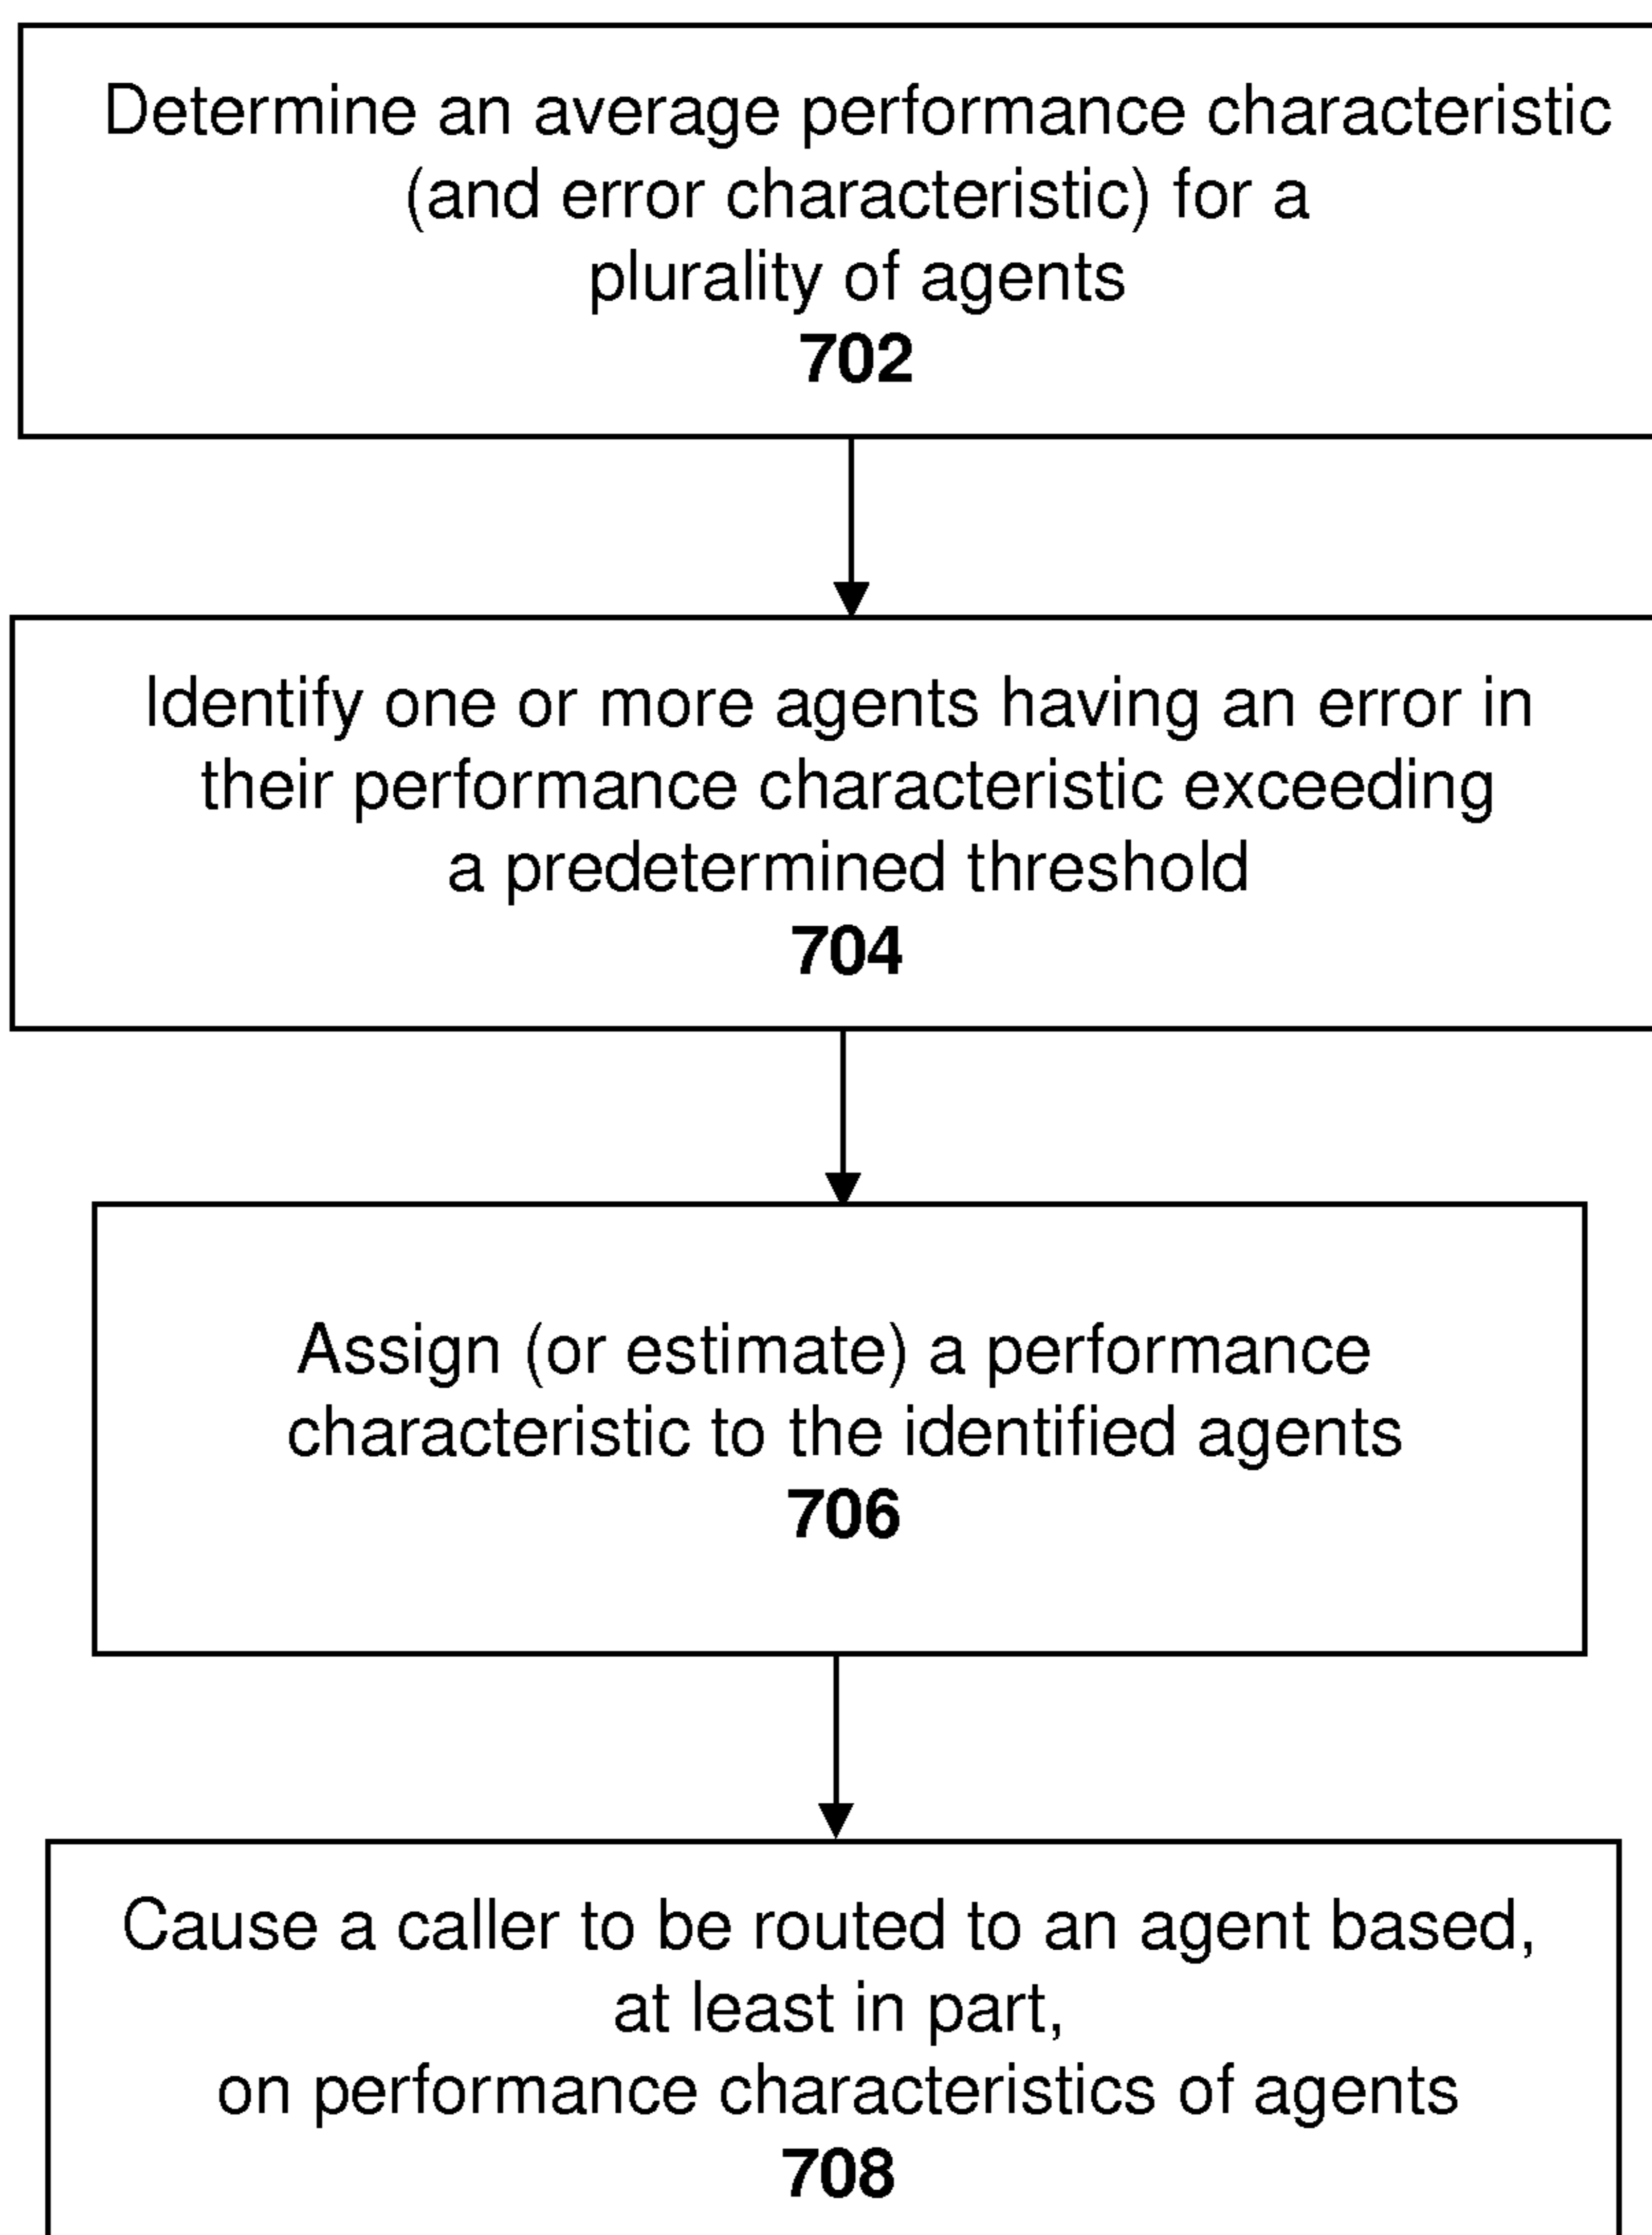 Determine an average performance characteristic
(and error characteristic) for a
plurality of agents
702
Identify one or more agents having an error in
their performance characteristic exceeding
a predetermined threshold
704
Assign (or estimate) a performance
characteristic to the identified agents
706
Cause a caller to be routed to an agent based,
at least in part,
on performance characteristics of agents
708